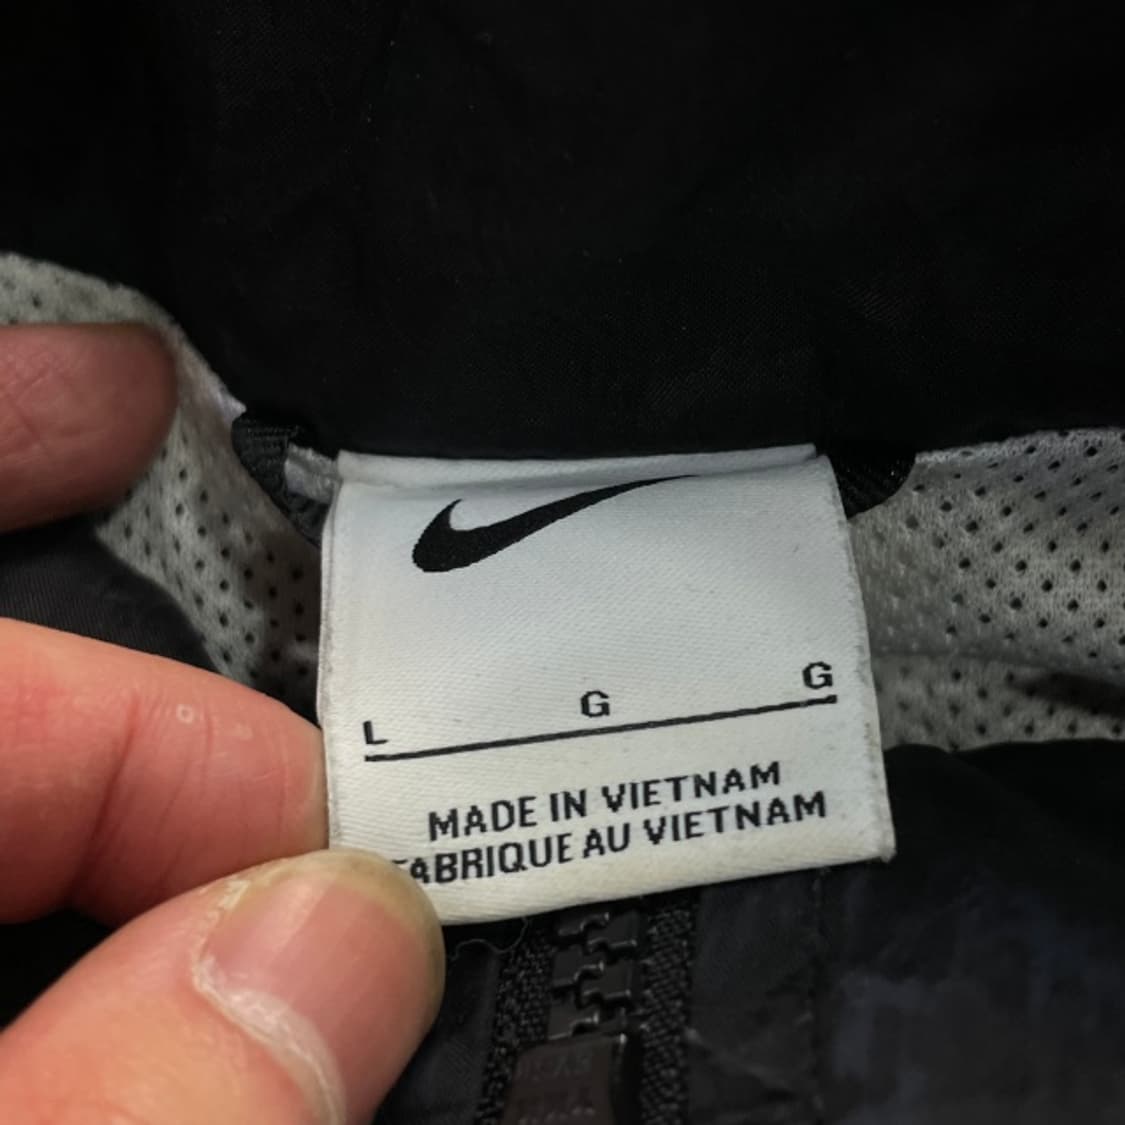 L G G
MADE IN VIETNAM
FABRIQUE AU VIETNAM